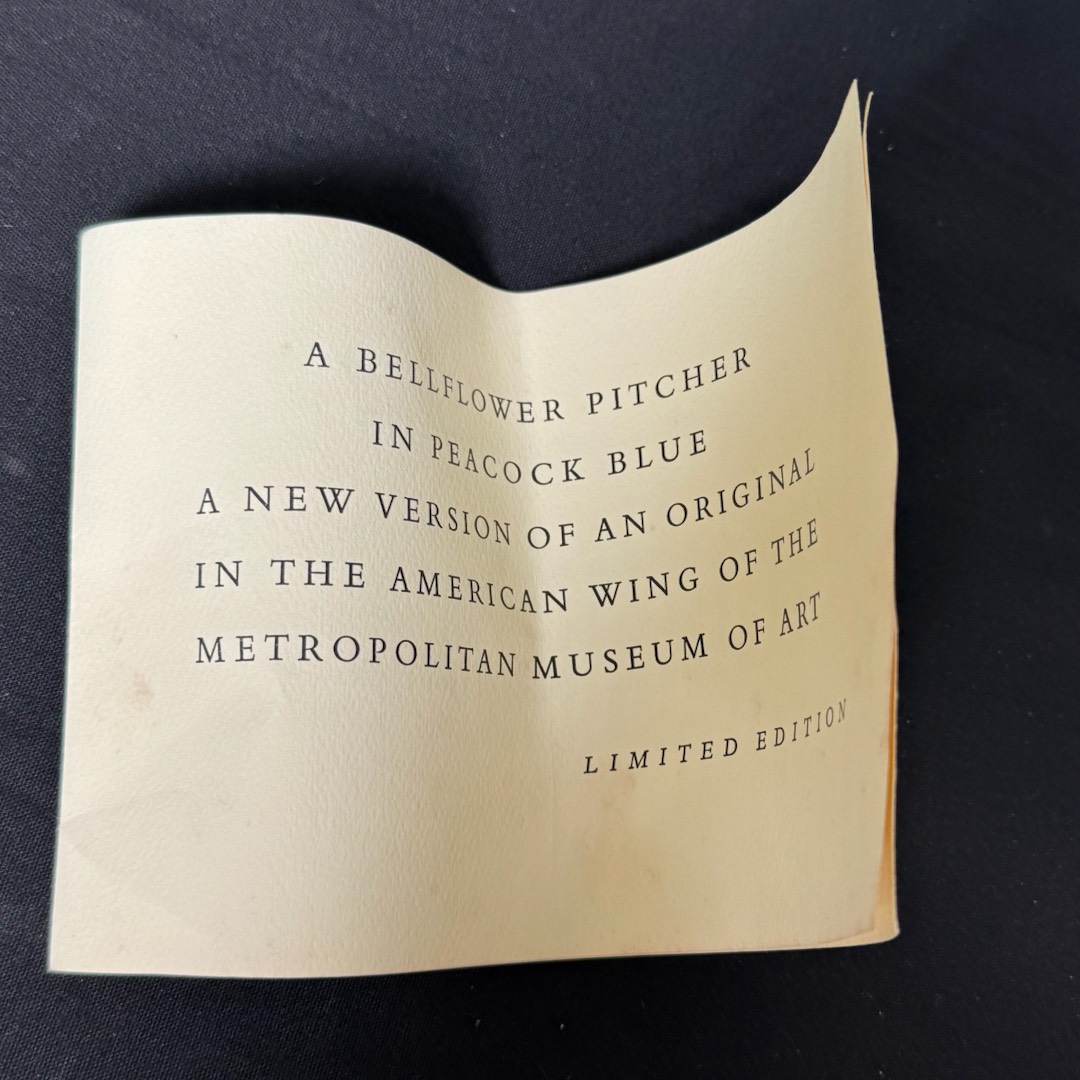 A BELLFLOWER PITCHER
IN PEACOCK BLUE
A NEW VERSION OF AN ORIGINAL
IN THE AMERICAN WING OF THE
METROPOLITAN MUSEUM OF ART
LIMITED EDITION